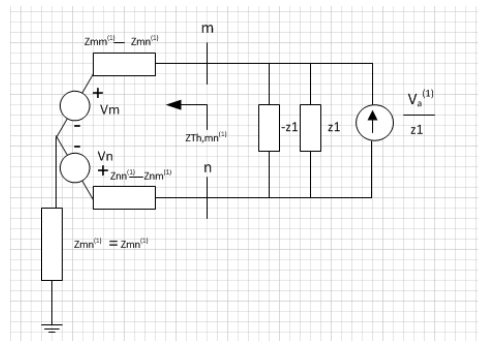 m
Zmm⁽¹⁾— Zmn⁽¹⁾
+
Vm
-
ZTh,mn⁽¹⁾
-z1
z1
Vₐ⁽¹⁾
z1
-
Vn
+
Znn⁽¹⁾—Znm⁽¹⁾
n
Zmn⁽¹⁾ = Zmn⁽¹⁾